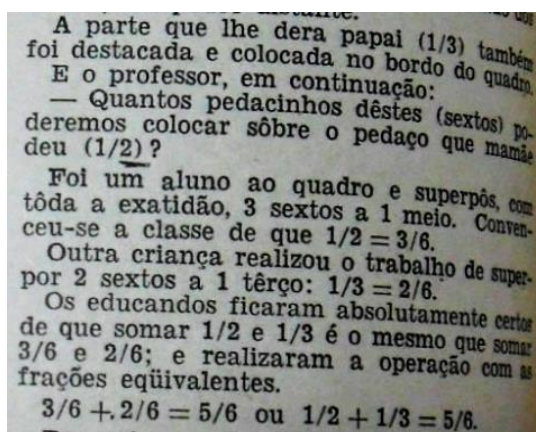 A parte que lhe dera papai (1/3) também
foi destacada e colocada no bordo do quadro.
E o professor, em continuação:
— Quantos pedacinhos dêstes (sextos) po-
deremos colocar sôbre o pedaço que mamãe
deu (1/2)?
Foi um aluno ao quadro e superpôs, com
tôda a exatidão, 3 sextos a 1 meio. Conven-
ceu-se a classe de que 1/2 = 3/6.
Outra criança realizou o trabalho de super-
por 2 sextos a 1 têrço: 1/3 = 2/6.
Os educandos ficaram absolutamente certos
de que somar 1/2 e 1/3 é o mesmo que somar
3/6 e 2/6; e realizaram a operação com as
frações eqüivalentes.
3/6 + 2/6 = 5/6 ou 1/2 + 1/3 = 5/6.